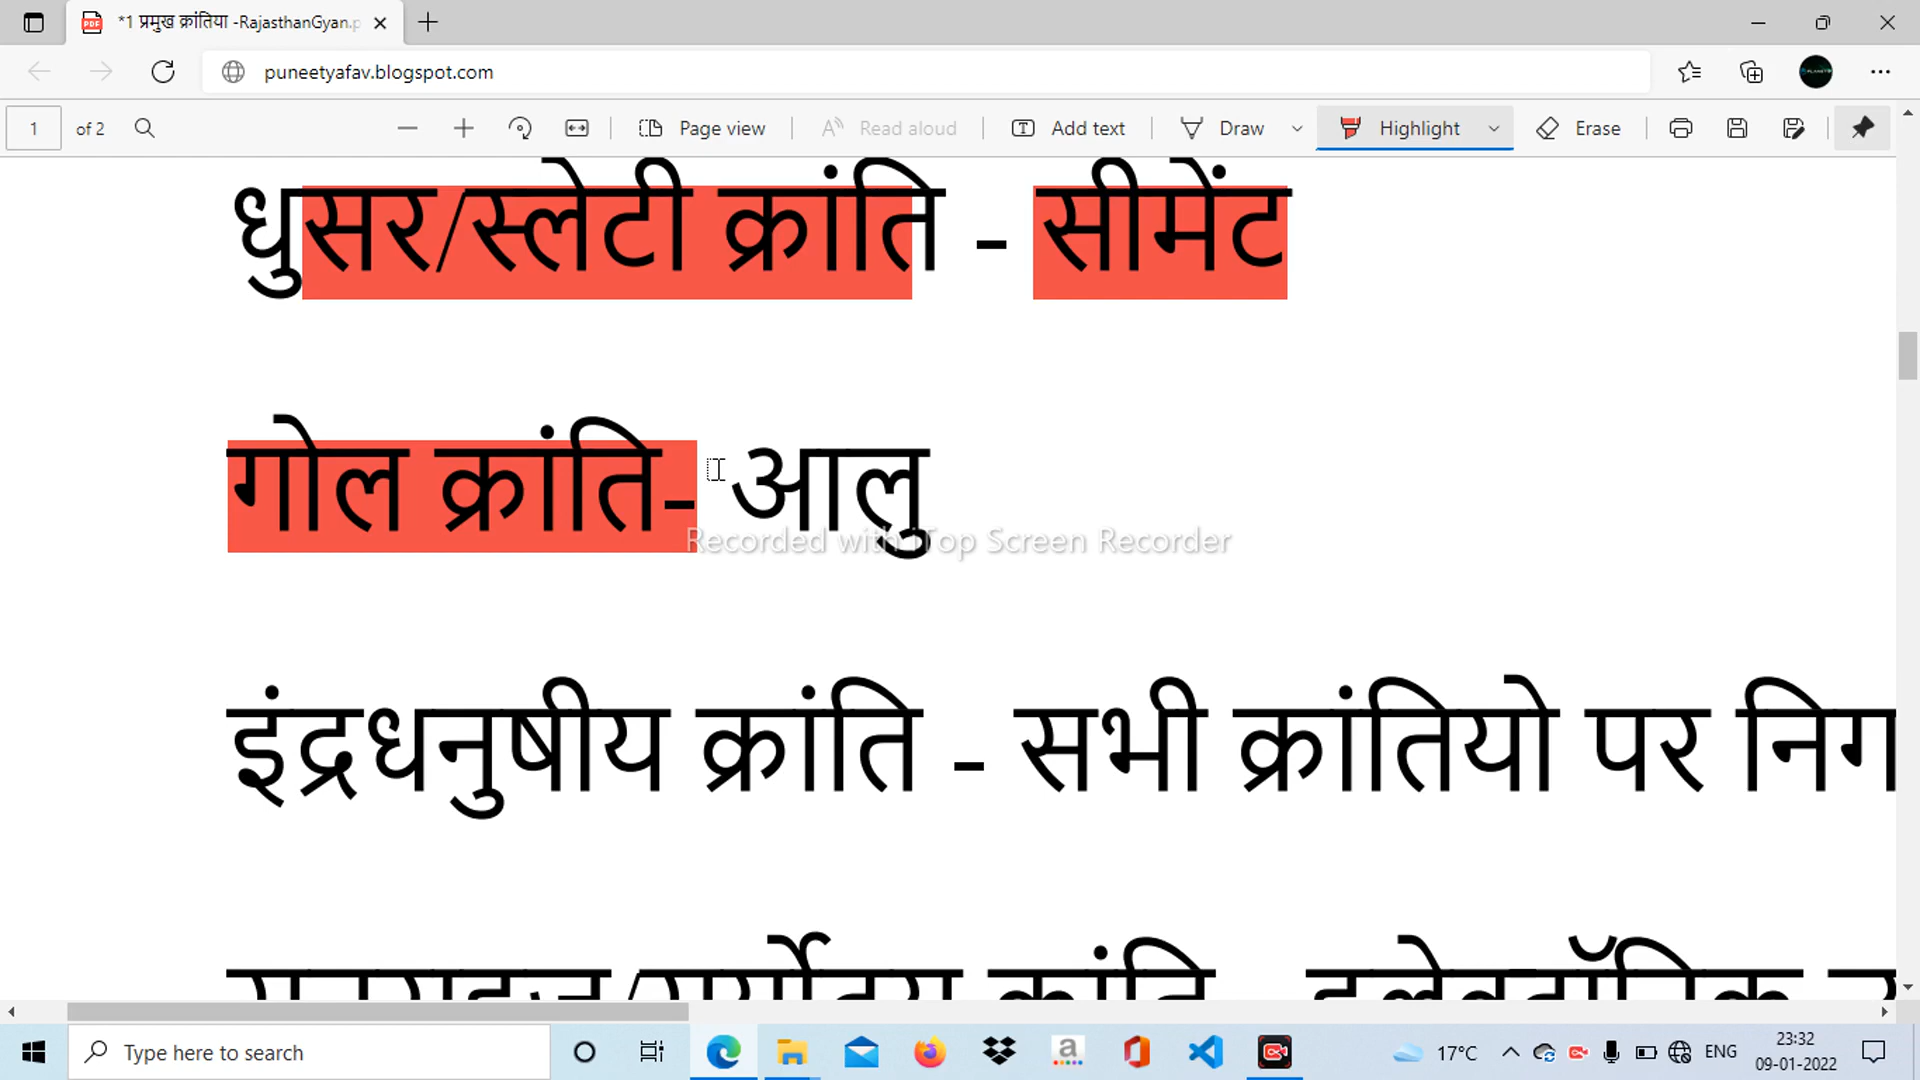 *1 प्रमुख क्रांतिया -RajasthanGyan.p
puneetyafav.blogspot.com
1 of 2
Page view
Read aloud
Add text
Draw
Highlight
Erase
धुसर/स्लेटी क्रांति - सीमेंट
गोल क्रांति- आलु
Recorded with iTop Screen Recorder
इंद्रधनुषीय क्रांति - सभी क्रांतियो पर निग
Type here to search
17°C
ENG
23:32
09-01-2022